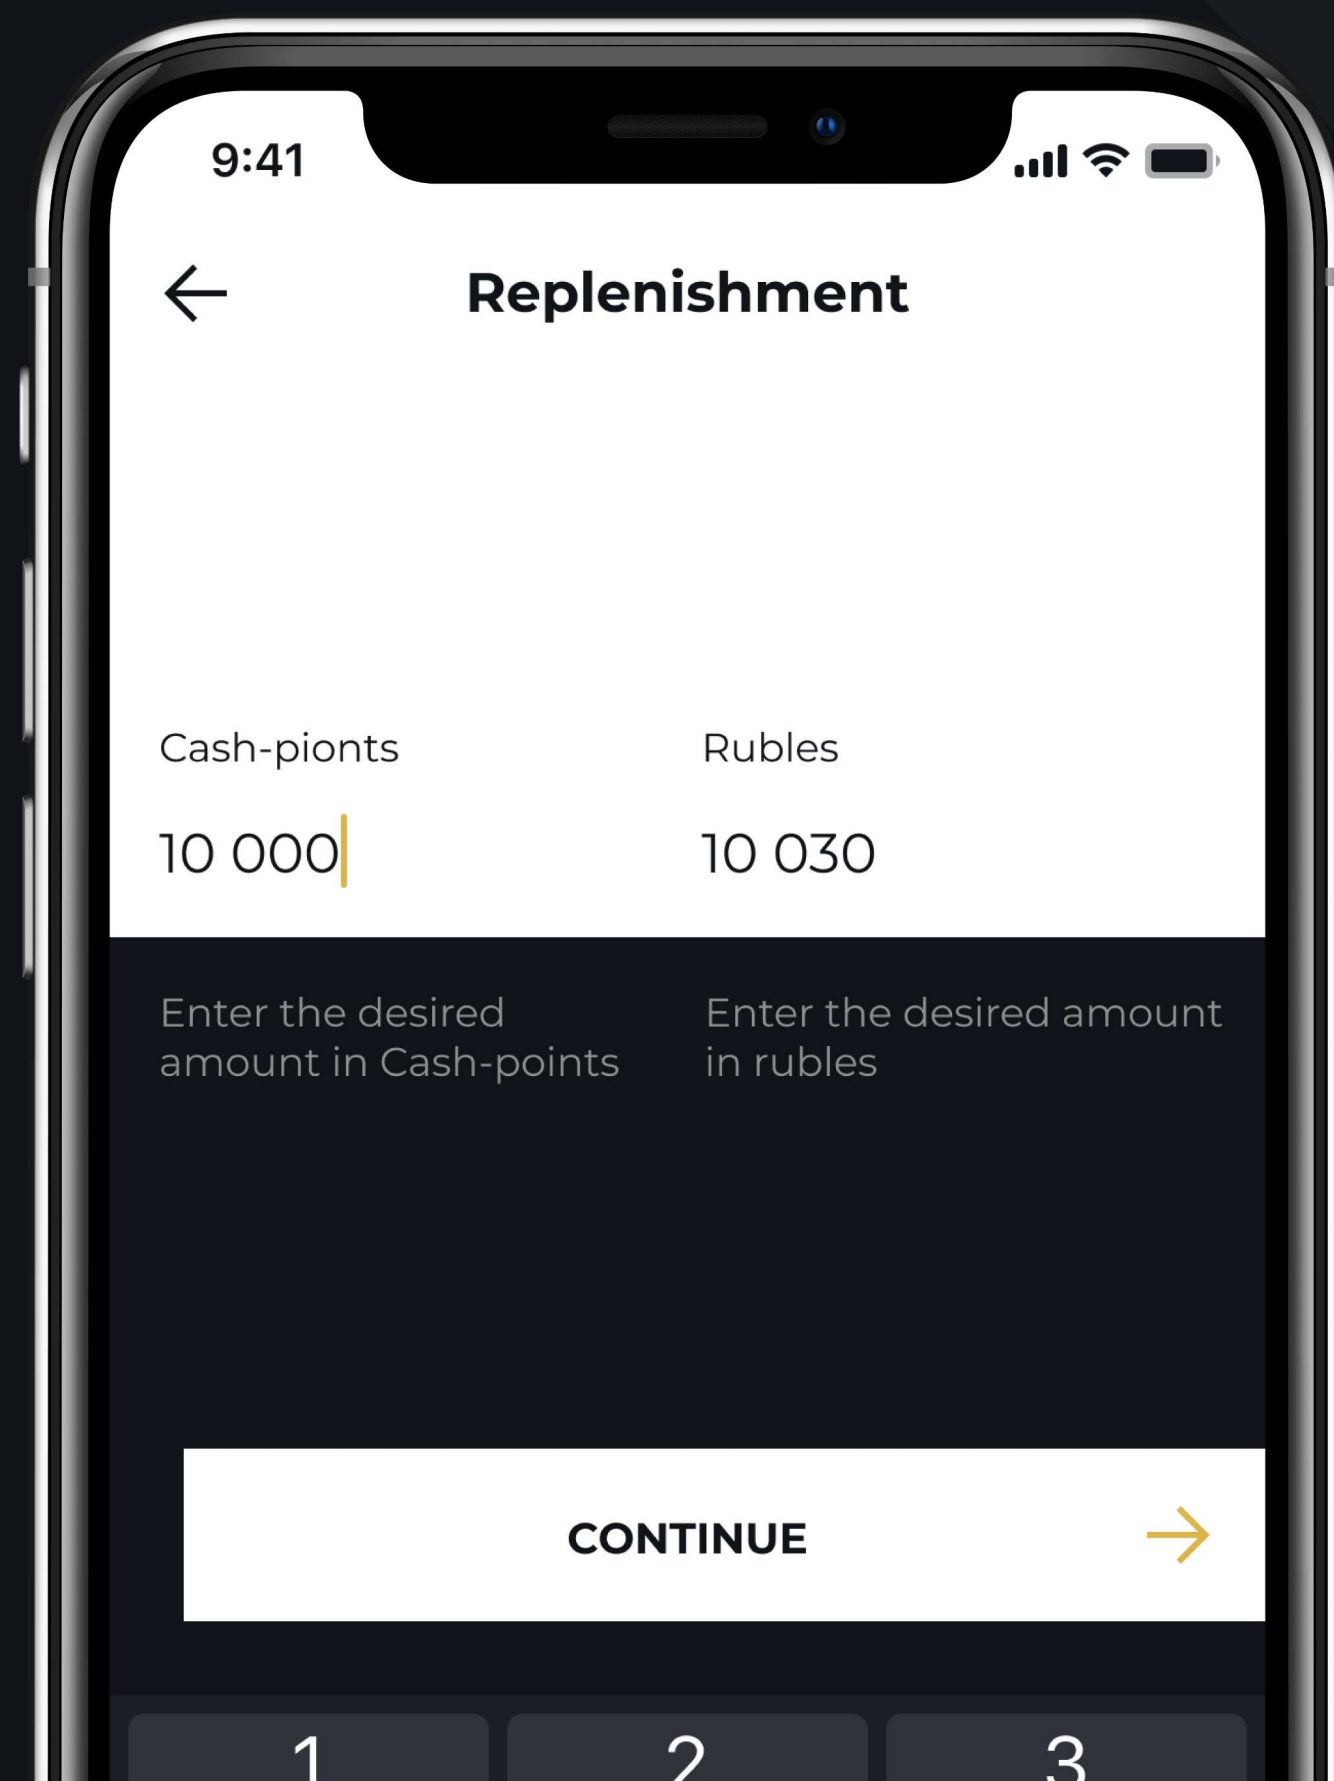 9:41
Replenishment
Cash-pionts
Rubles
10 000
10 030
Enter the desired
amount in Cash-points
Enter the desired amount
in rubles
CONTINUE
1
2
3